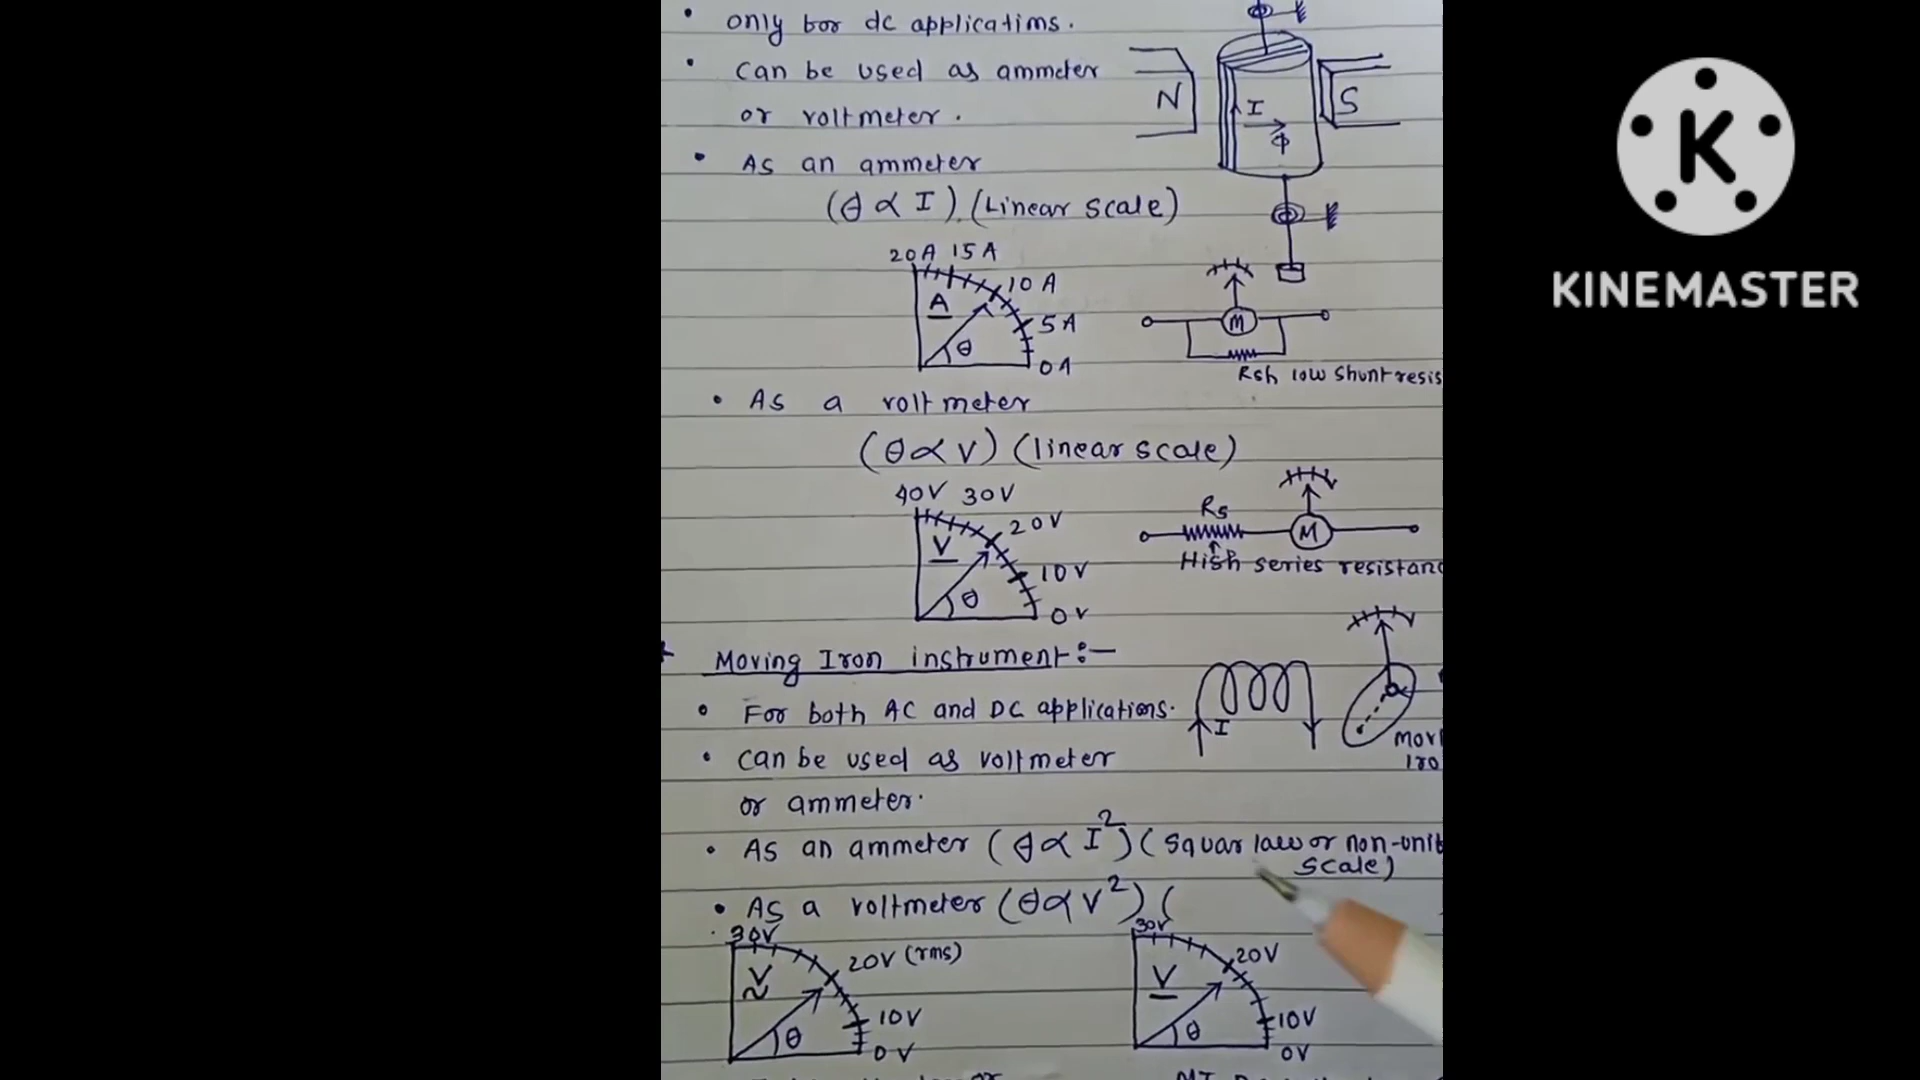 • only for dc applications.
• can be used as ammeter
or voltmeter.
N
I
Φ
S
• As an ammeter
(θ ∝ I) (Linear scale)
20A 15A
10A
5A
0A
A
θ
M
Rsh low shunt resis
• As a voltmeter
(θ ∝ V) (linear scale)
40V 30V
20V
10V
0V
V
θ
Rs
M
High series resistanc
Moving Iron instrument :-
• For both AC and DC applications.
• can be used as voltmeter
or ammeter.
I
Movi
Iro
• As an ammeter (θ ∝ I²) (Squar law or non-unif
scale)
• As a voltmeter (θ ∝ V²) (
30V
20V (rms)
10V
0V
V
~
θ
30V
20V
10V
0V
V
θ
K
KINEMASTER